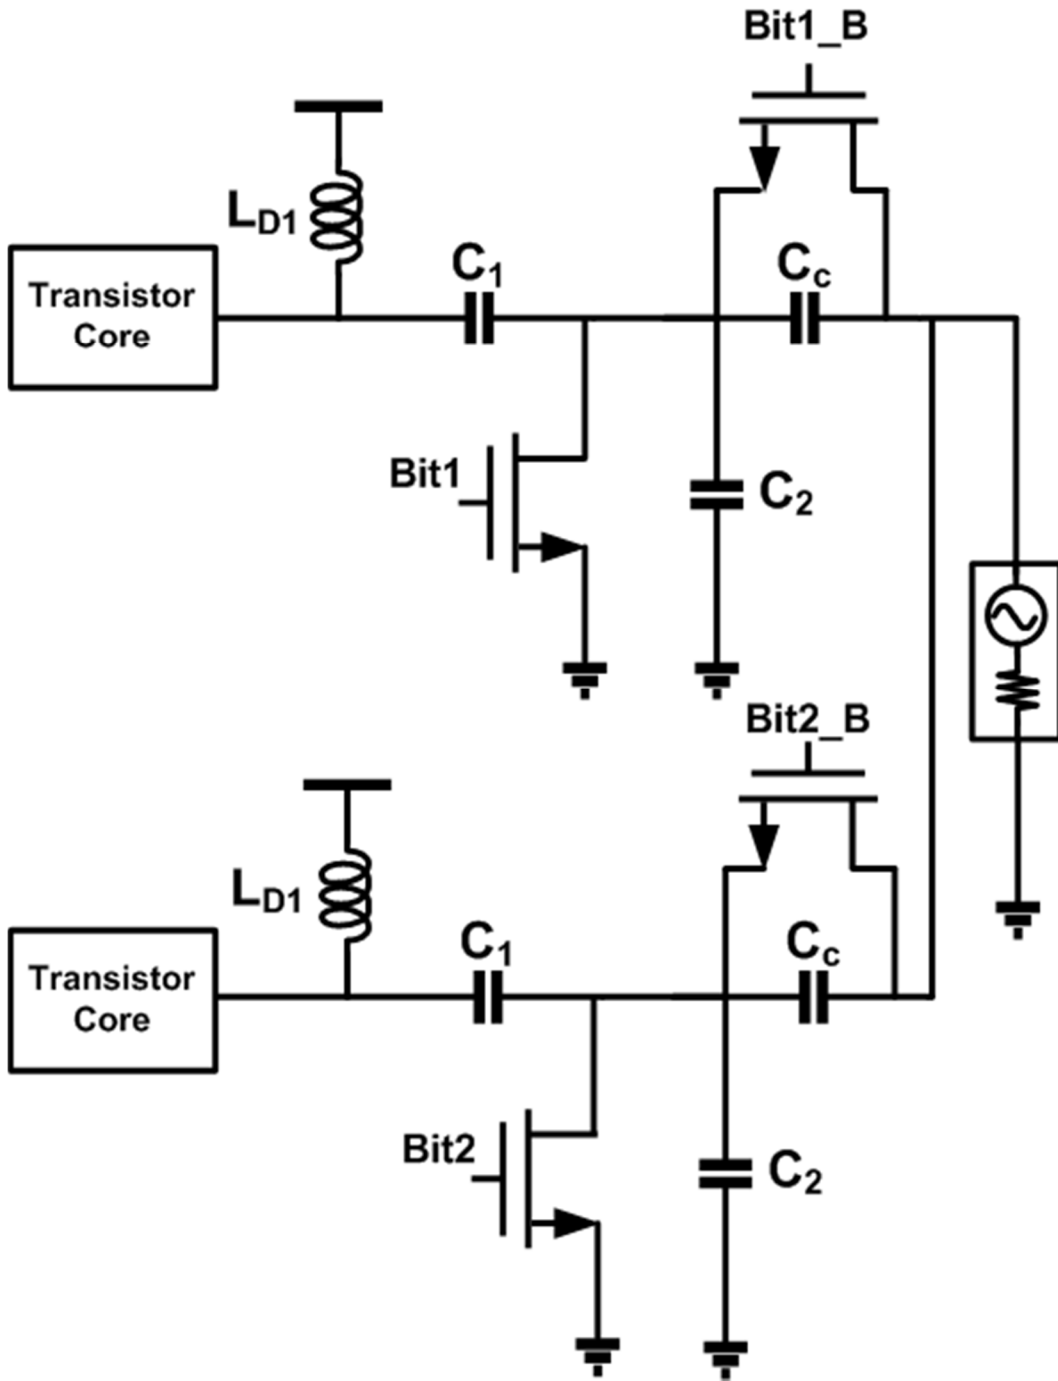 Bit1_B
LD1
C1
Cc
Transistor
Core
Bit1
C2
Bit2_B
LD1
C1
Cc
Transistor
Core
Bit2
C2